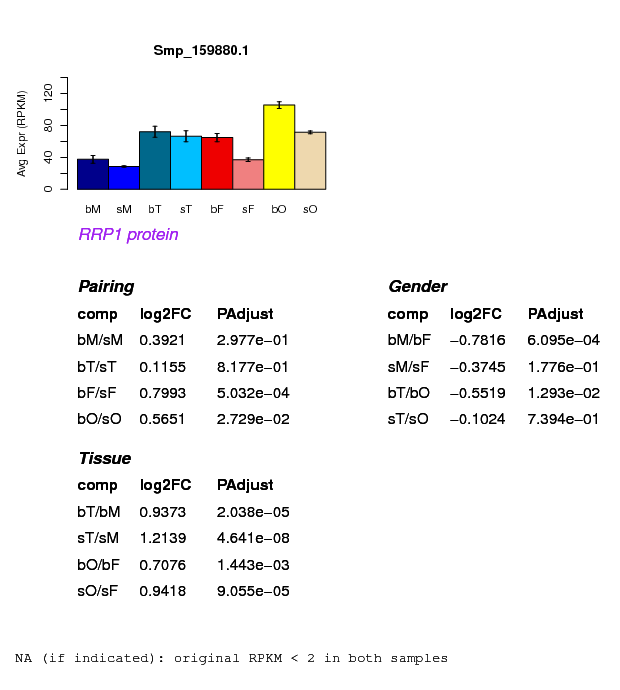 Smp_159880.1
Avg Expr (RPKM)
0 40 80 120
bM sM bT sT bF sF bO sO
RRP1 protein
Pairing
comp log2FC PAdjust
bM/sM 0.3921 2.977e−01
bT/sT 0.1155 8.177e−01
bF/sF 0.7993 5.032e−04
bO/sO 0.5651 2.729e−02
Gender
comp log2FC PAdjust
bM/bF −0.7816 6.095e−04
sM/sF −0.3745 1.776e−01
bT/bO −0.5519 1.293e−02
sT/sO −0.1024 7.394e−01
Tissue
comp log2FC PAdjust
bT/bM 0.9373 2.038e−05
sT/sM 1.2139 4.641e−08
bO/bF 0.7076 1.443e−03
sO/sF 0.9418 9.055e−05
NA (if indicated): original RPKM < 2 in both samples